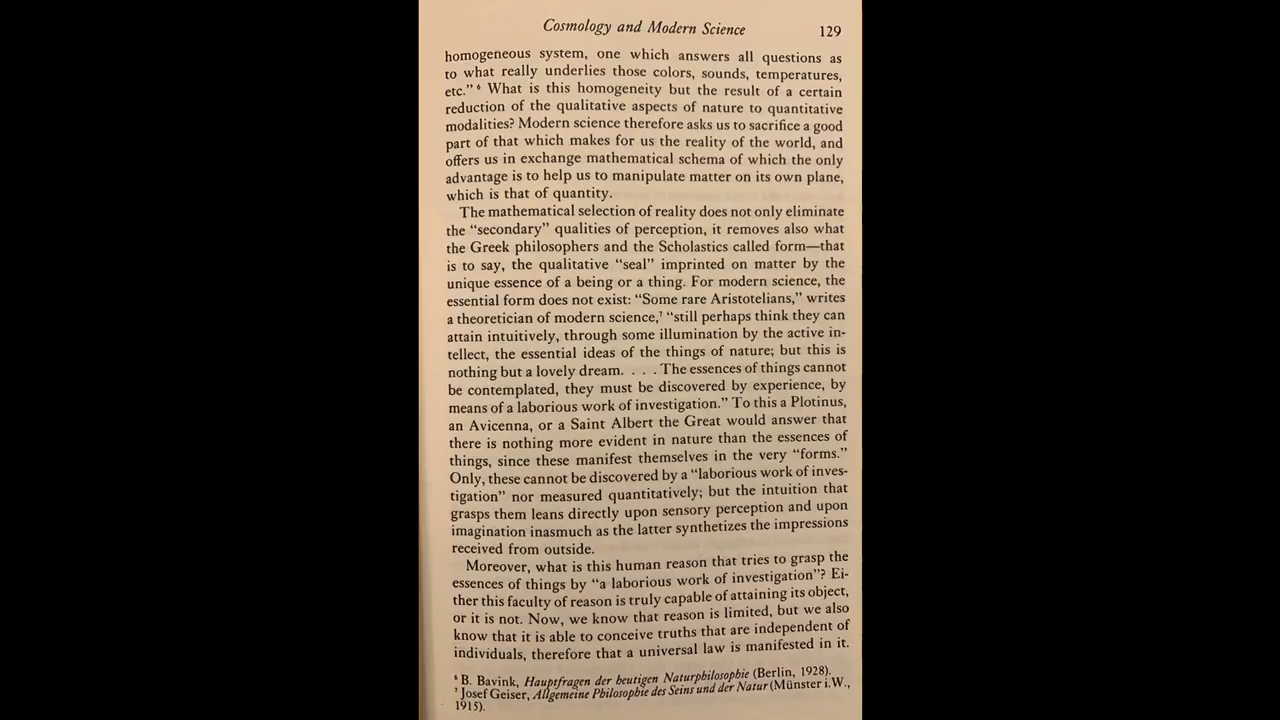 Cosmology and Modern Science 129
homogeneous system, one which answers all questions as
to what really underlies those colors, sounds, temperatures,
etc.” ⁶ What is this homogeneity but the result of a certain
reduction of the qualitative aspects of nature to quantitative
modalities? Modern science therefore asks us to sacrifice a good
part of that which makes for us the reality of the world, and
offers us in exchange mathematical schema of which the only
advantage is to help us to manipulate matter on its own plane,
which is that of quantity.
The mathematical selection of reality does not only eliminate
the “secondary” qualities of perception, it removes also what
the Greek philosophers and the Scholastics called form—that
is to say, the qualitative “seal” imprinted on matter by the
unique essence of a being or a thing. For modern science, the
essential form does not exist: “Some rare Aristotelians,” writes
a theoretician of modern science,⁷ “still perhaps think they can
attain intuitively, through some illumination by the active in-
tellect, the essential ideas of the things of nature; but this is
nothing but a lovely dream. . . . The essences of things cannot
be contemplated, they must be discovered by experience, by
means of a laborious work of investigation.” To this a Plotinus,
an Avicenna, or a Saint Albert the Great would answer that
there is nothing more evident in nature than the essences of
things, since these manifest themselves in the very “forms.”
Only, these cannot be discovered by a “laborious work of inves-
tigation” nor measured quantitatively; but the intuition that
grasps them leans directly upon sensory perception and upon
imagination inasmuch as the latter synthetizes the impressions
received from outside.
Moreover, what is this human reason that tries to grasp the
essences of things by “a laborious work of investigation”? Ei-
ther this faculty of reason is truly capable of attaining its object,
or it is not. Now, we know that reason is limited, but we also
know that it is able to conceive truths that are independent of
individuals, therefore that a universal law is manifested in it.
⁶ B. Bavink, Hauptfragen der heutigen Naturphilosophie (Berlin, 1928).
⁷ Josef Geiser, Allgemeine Philosophie des Seins und der Natur (Münster i.W.,
1915).